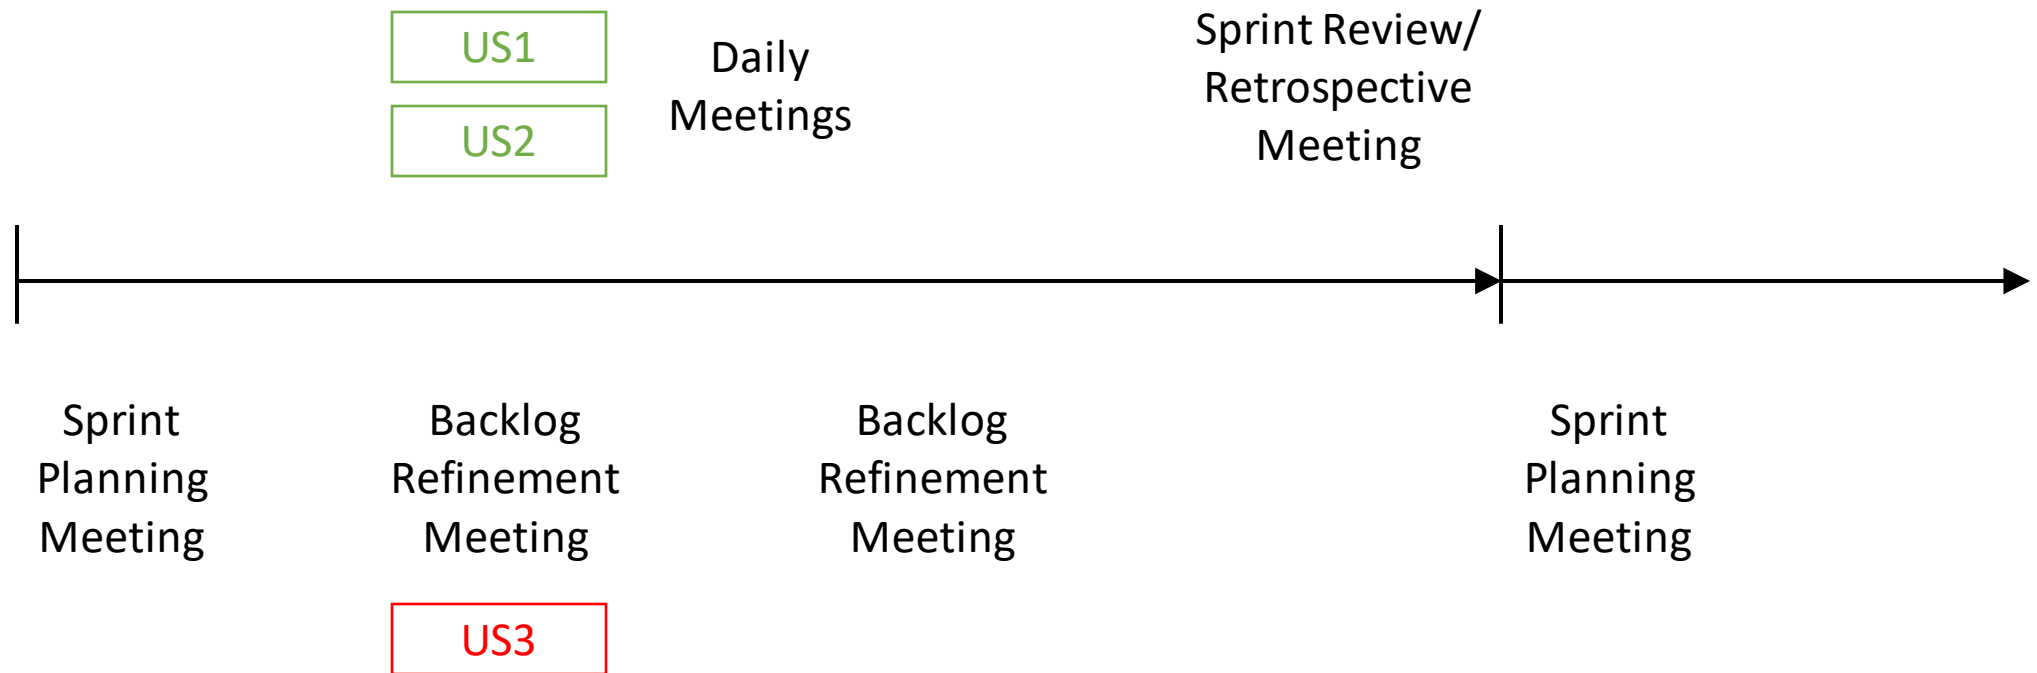 US1
US2
Daily
Meetings
Sprint Review/
Retrospective
Meeting
Sprint
Planning
Meeting
Backlog
Refinement
Meeting
Backlog
Refinement
Meeting
Sprint
Planning
Meeting
US3